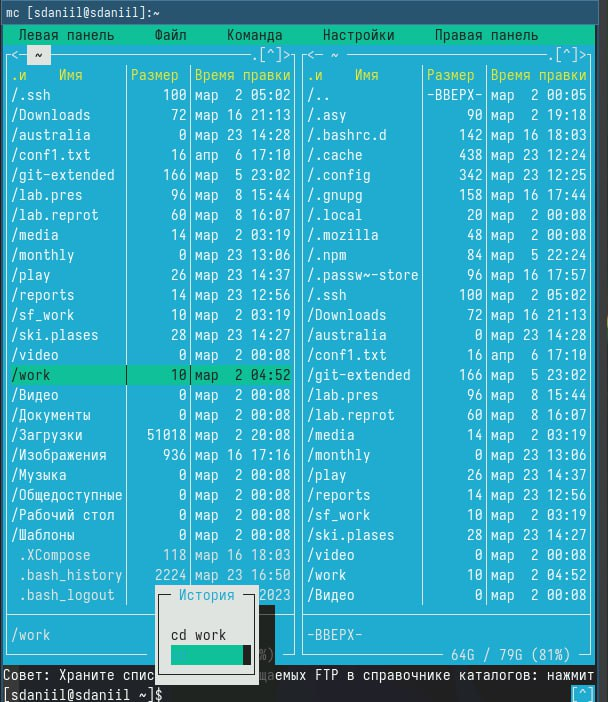 mc [sdaniil@sdaniil]:~
Левая панель Файл Команда Настройки Правая панель
<— ~ .[^]> <— ~ .[^]>
.и Имя Размер Время правки .и Имя Размер Время правки
/.ssh 100 мар 2 05:02 /.. -ВВЕРХ- мар 2 00:05
/Downloads 72 мар 16 21:13 /.asy 90 мар 2 19:18
/australia 0 мар 23 14:28 /.bashrc.d 142 мар 16 18:03
/conf1.txt 16 апр 6 17:10 /.cache 438 мар 23 12:24
/git-extended 166 мар 5 23:02 /.config 342 мар 23 12:25
/lab.pres 96 мар 8 15:44 /.gnupg 158 мар 16 17:44
/lab.reprot 60 мар 8 16:07 /.local 20 мар 2 00:08
/media 14 мар 2 03:19 /.mozilla 48 мар 2 00:08
/monthly 0 мар 23 13:06 /.npm 84 мар 5 22:24
/play 26 мар 23 14:37 /.passw~-store 96 мар 16 17:57
/reports 14 мар 23 12:56 /.ssh 100 мар 2 05:02
/sf_work 10 мар 2 03:19 /Downloads 72 мар 16 21:13
/ski.plases 28 мар 23 14:27 /australia 0 мар 23 14:28
/video 0 мар 2 00:08 /conf1.txt 16 апр 6 17:10
/work 10 мар 2 04:52 /git-extended 166 мар 5 23:02
/Видео 0 мар 2 00:08 /lab.pres 96 мар 8 15:44
/Документы 0 мар 2 00:08 /lab.reprot 60 мар 8 16:07
/Загрузки 51018 мар 2 20:08 /media 14 мар 2 03:19
/Изображения 936 мар 16 17:16 /monthly 0 мар 23 13:06
/Музыка 0 мар 2 00:08 /play 26 мар 23 14:37
/Общедоступные 0 мар 2 00:08 /reports 14 мар 23 12:56
/Рабочий стол 0 мар 2 00:08 /sf_work 10 мар 2 03:19
/Шаблоны 0 мар 2 00:08 /ski.plases 28 мар 23 14:27
.XCompose 118 мар 16 18:03 /video 0 мар 2 00:08
.bash_history 2224 мар 23 16:50 /work 10 мар 2 04:52
.bash_logout 2023 /Видео 0 мар 2 00:08
История
/work -ВВЕРХ-
cd work
%) 64G / 79G (81%)
Совет: Храните спис щаемых FTP в справочнике каталогов: нажмит
[sdaniil@sdaniil ~]$ [^]